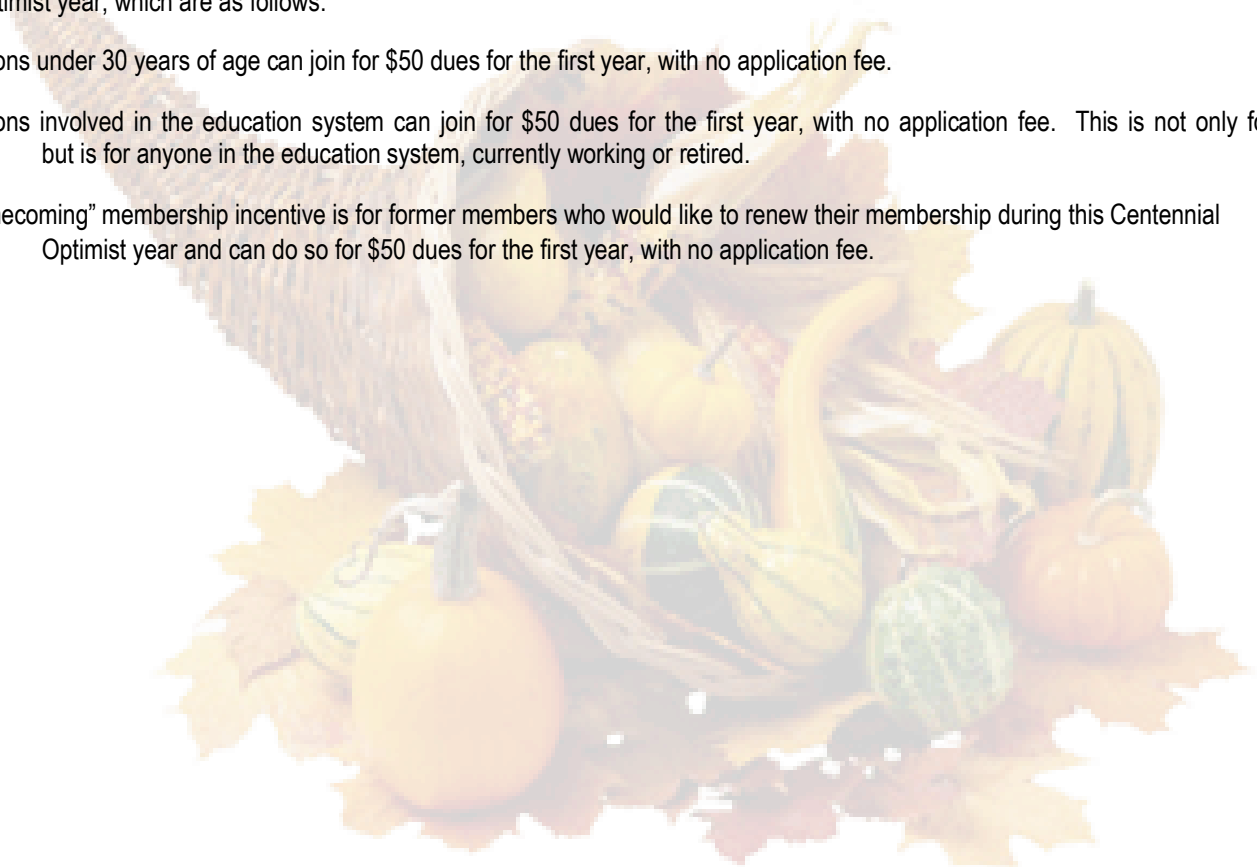 timist year, which are as follows:
ons under 30 years of age can join for $50 dues for the first year, with no application fee.
ons involved in the education system can join for $50 dues for the first year, with no application fee. This is not only fo
but is for anyone in the education system, currently working or retired.
necoming” membership incentive is for former members who would like to renew their membership during this Centennial
Optimist year and can do so for $50 dues for the first year, with no application fee.